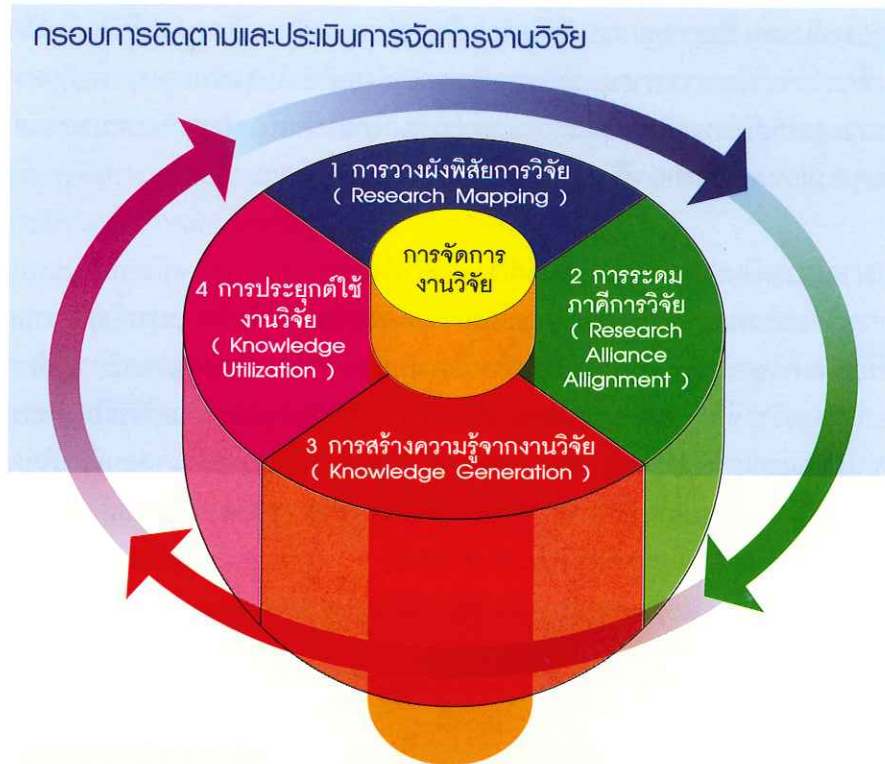 กรอบการติดตามและประเมินการจัดการงานวิจัย
1 การวางผังพิสัยการวิจัย
( Research Mapping )
การจัดการ
งานวิจัย
2 การระดม
ภาคีการวิจัย
( Research
Alliance
Allignment )
3 การสร้างความรู้จากงานวิจัย
( Knowledge Generation )
4 การประยุกต์ใช้
งานวิจัย
( Knowledge
Utilization )